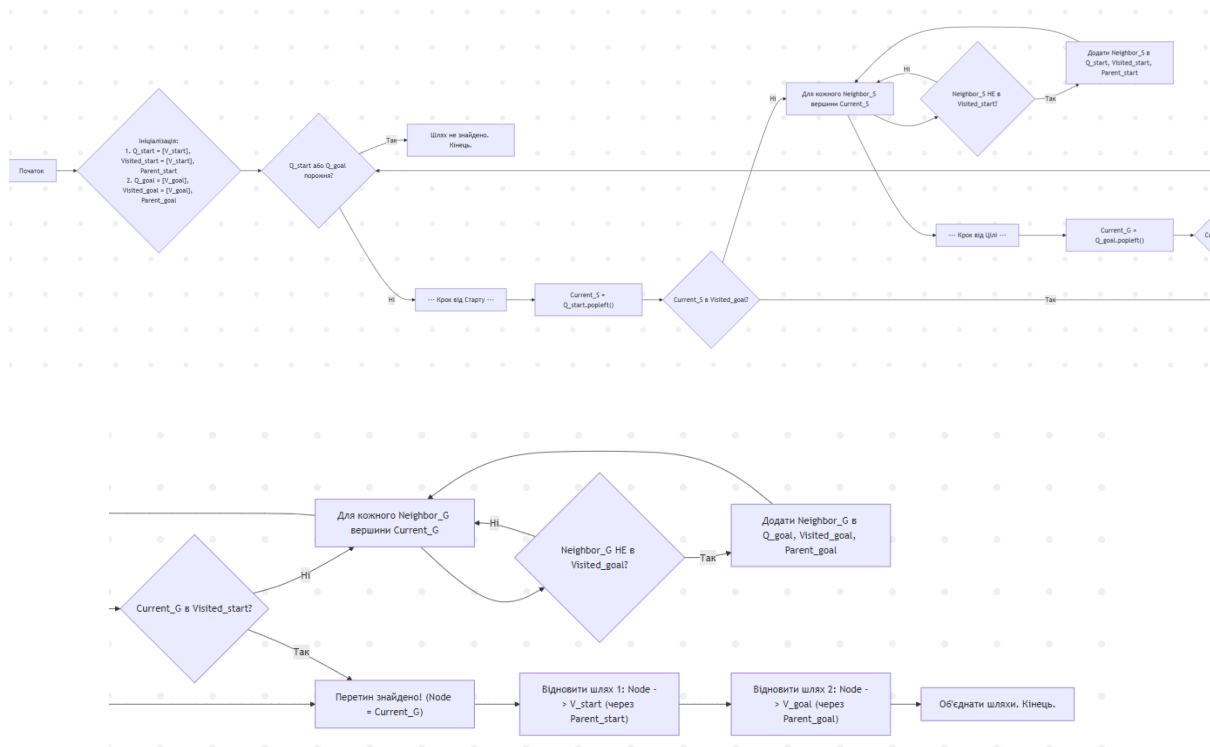 Початок
Ініціалізація:
1. Q_start = [V_start],
Visited_start = [V_start],
Parent_start
2. Q_goal = [V_goal],
Visited_goal = [V_goal],
Parent_goal
Q_start або Q_goal
порожня?
Так
Шлях не знайдено.
Кінець.
Ні
--- Крок від Старту ---
Current_S =
Q_start.popleft()
Current_S в Visited_goal?
Ні
Так
Для кожного Neighbor_S
вершини Current_S
Ні
Neighbor_S НЕ в
Visited_start?
Так
Додати Neighbor_S в
Q_start, Visited_start,
Parent_start
--- Крок від Цілі ---
Current_G =
Q_goal.popleft()
Current_G в Visited_start?
Ні
Так
Для кожного Neighbor_G
вершини Current_G
Ні
Neighbor_G НЕ в
Visited_goal?
Так
Додати Neighbor_G в
Q_goal, Visited_goal,
Parent_goal
Перетин знайдено! (Node
= Current_G)
Відновити шлях 1: Node -
> V_start (через
Parent_start)
Відновити шлях 2: Node -
> V_goal (через
Parent_goal)
Об'єднати шляхи. Кінець.